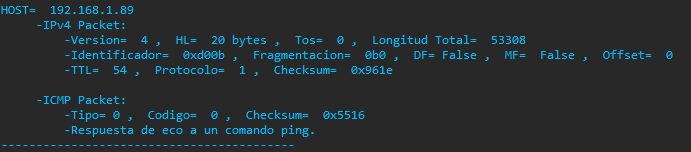 HOST=  192.168.1.89
-IPv4 Packet:
-Version=  4 ,  HL=  20 bytes ,  Tos=  0 ,  Longitud Total=  53308
-Identificador=  0xd00b ,  Fragmentacion=  0b0 ,  DF= False ,  MF=  False ,  Offset=  0
-TTL=  54 ,  Protocolo=  1 ,  Checksum=  0x961e
-ICMP Packet:
-Tipo= 0 ,  Codigo=  0 ,  Checksum=  0x5516
-Respuesta de eco a un comando ping.
------------------------------------------